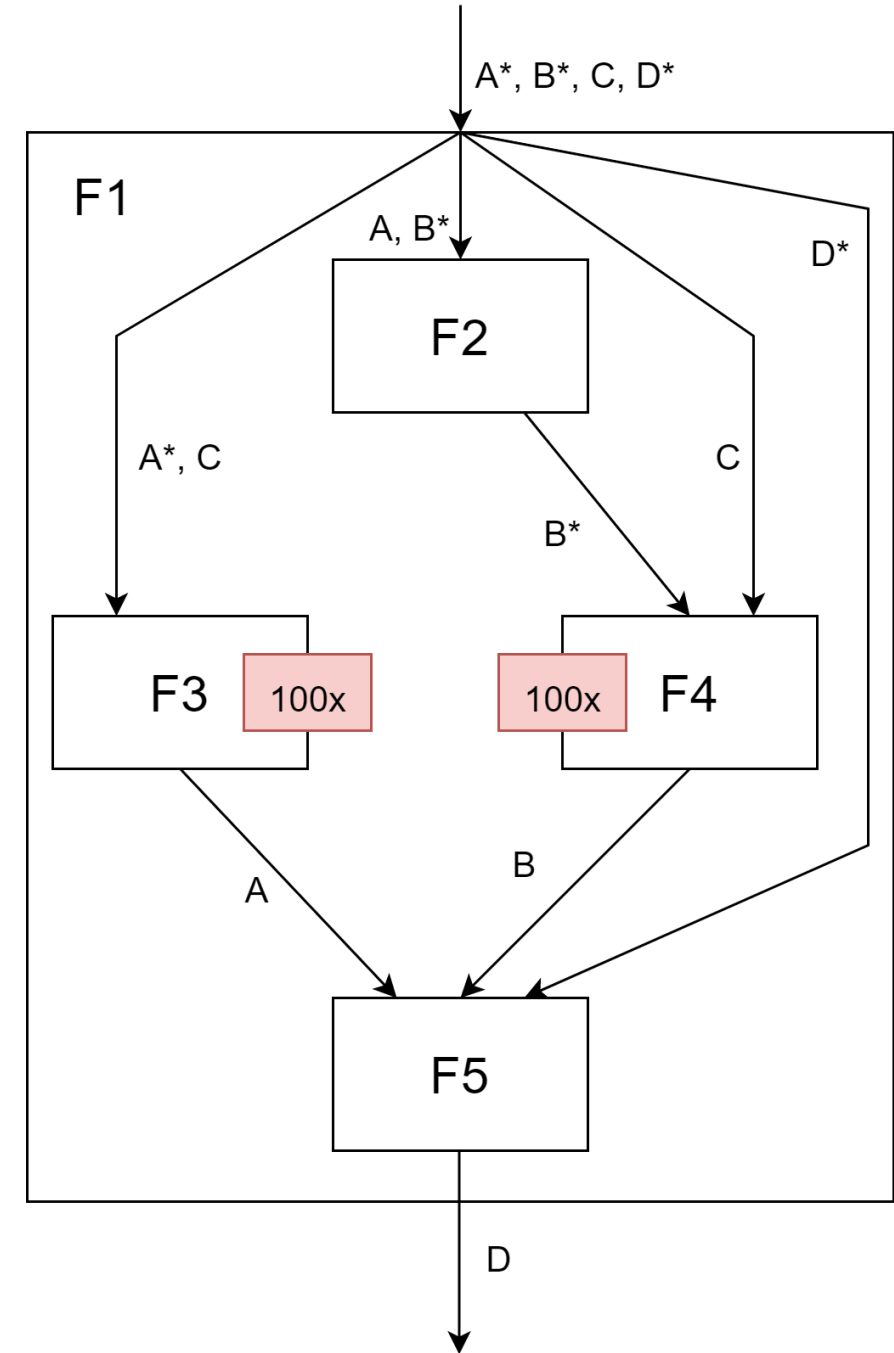 A*, B*, C, D*
F1
A, B*
D*
F2
A*, C
C
B*
F3
100x
100x
F4
A
B
F5
D